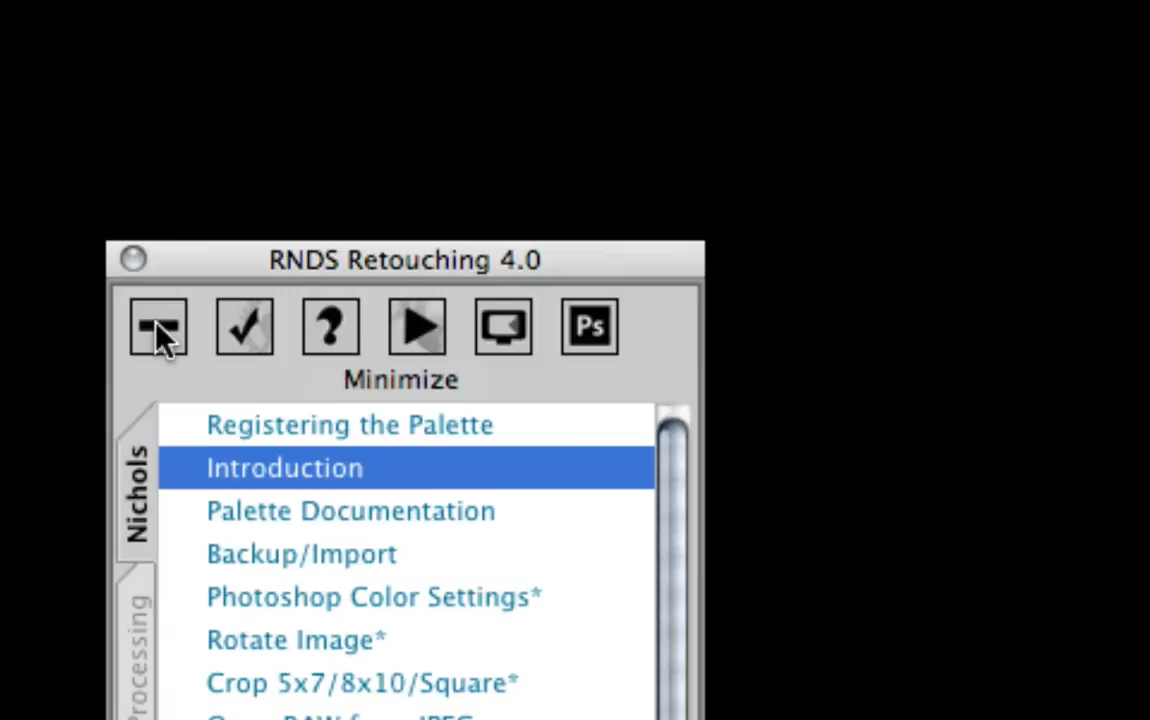 RNDS Retouching 4.0
?
Ps
Minimize
Registering the Palette
Introduction
Palette Documentation
Backup/Import
Photoshop Color Settings*
Rotate Image*
Crop 5x7/8x10/Square*
Nichols
Processing